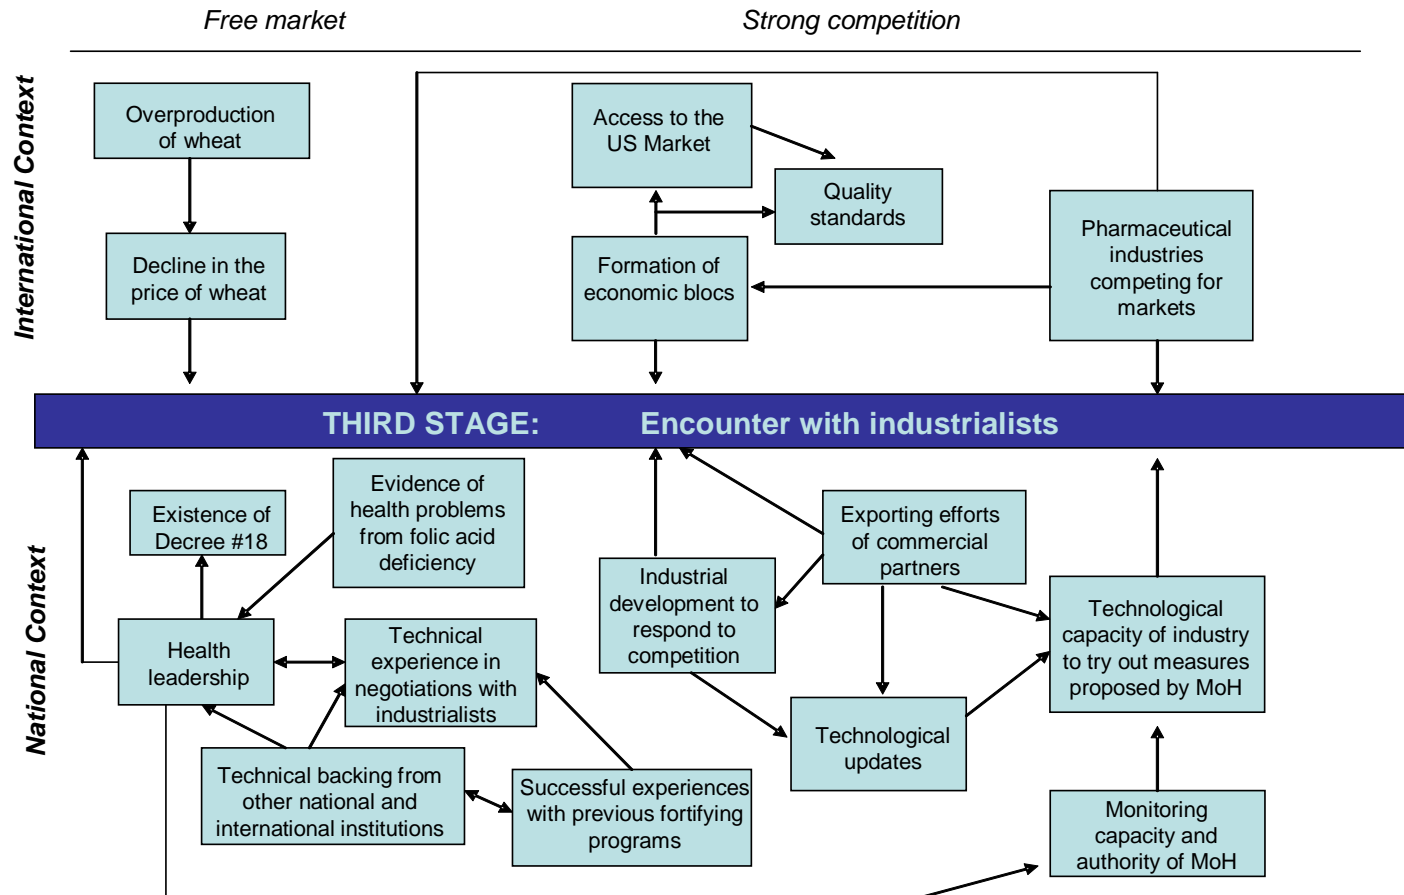 Free market
Strong competition
International Context
Overproduction
of wheat
Access to the
US Market
Quality
standards
Pharmaceutical
industries
competing for
markets
Decline in the
price of wheat
Formation of
economic blocs
THIRD STAGE: Encounter with industrialists
National Context
Evidence of
health problems
from folic acid
deficiency
Existence of
Decree #18
Exporting efforts
of commercial
partners
Industrial
development to
respond to
competition
Technological
capacity of industry
to try out measures
proposed by MoH
Health
leadership
Technical
experience in
negotiations with
industrialists
Technological
updates
Technical backing from
other national and
international institutions
Successful experiences
with previous fortifying
programs
Monitoring
capacity and
authority of MoH